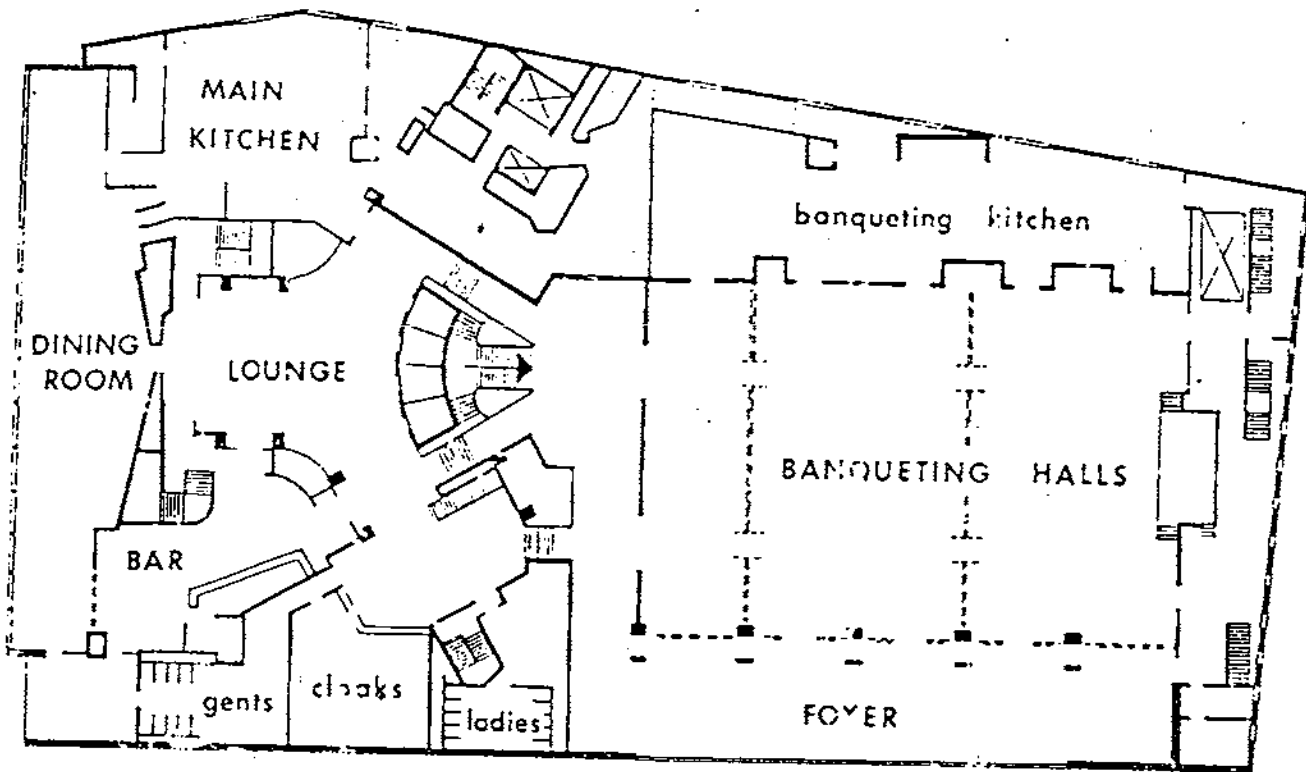 MAIN
KITCHEN
banqueting kitchen
DINING
ROOM
LOUNGE
BANQUETING HALLS
BAR
gents
cloaks
ladies
FOYER